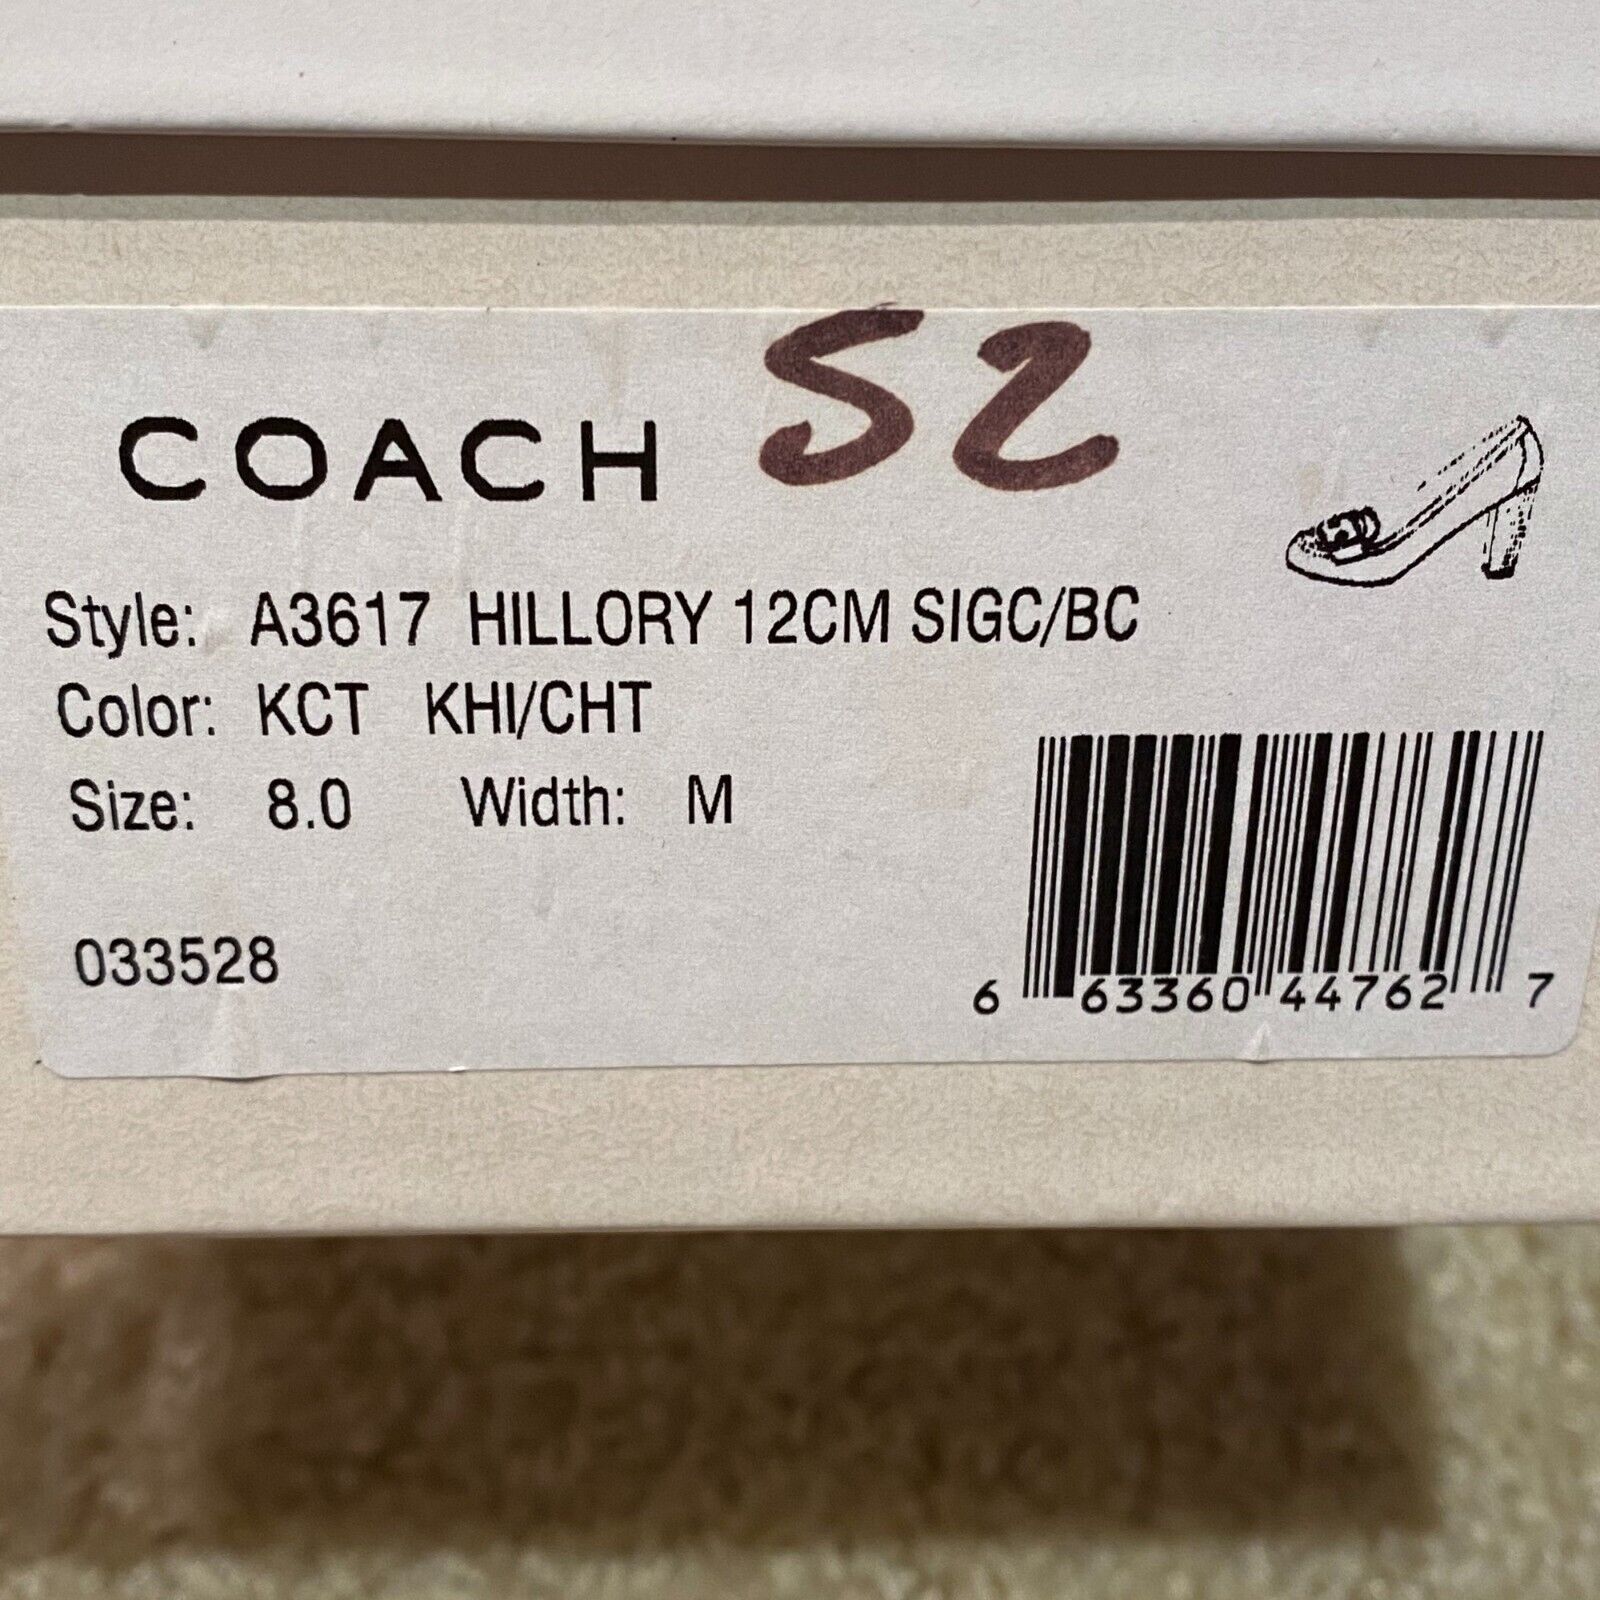 COACH 52
Style: A3617 HILLORY 12CM SIGC/BC
Color: KCT KHI/CHT
Size: 8.0 Width: M
033528
6 63360 44762 7